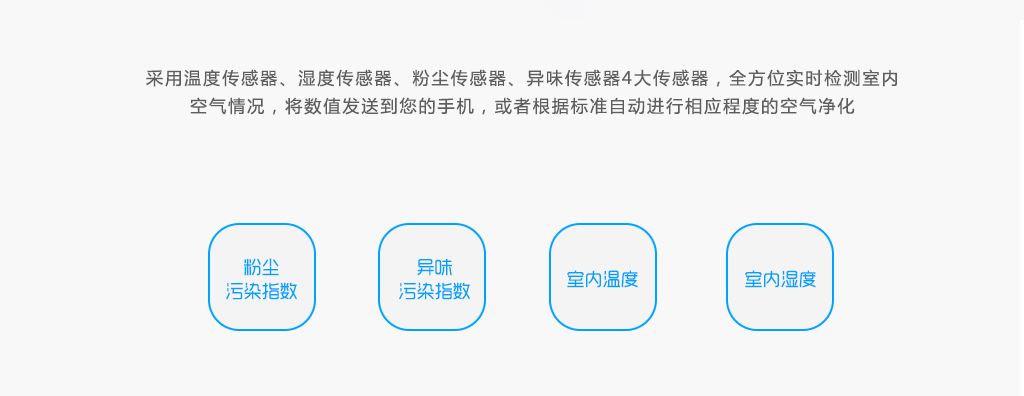 采用温度传感器、湿度传感器、粉尘传感器、异味传感器4大传感器，全方位实时检测室内
空气情况，将数值发送到您的手机，或者根据标准自动进行相应程度的空气净化
粉尘
污染指数
异味
污染指数
室内温度
室内湿度